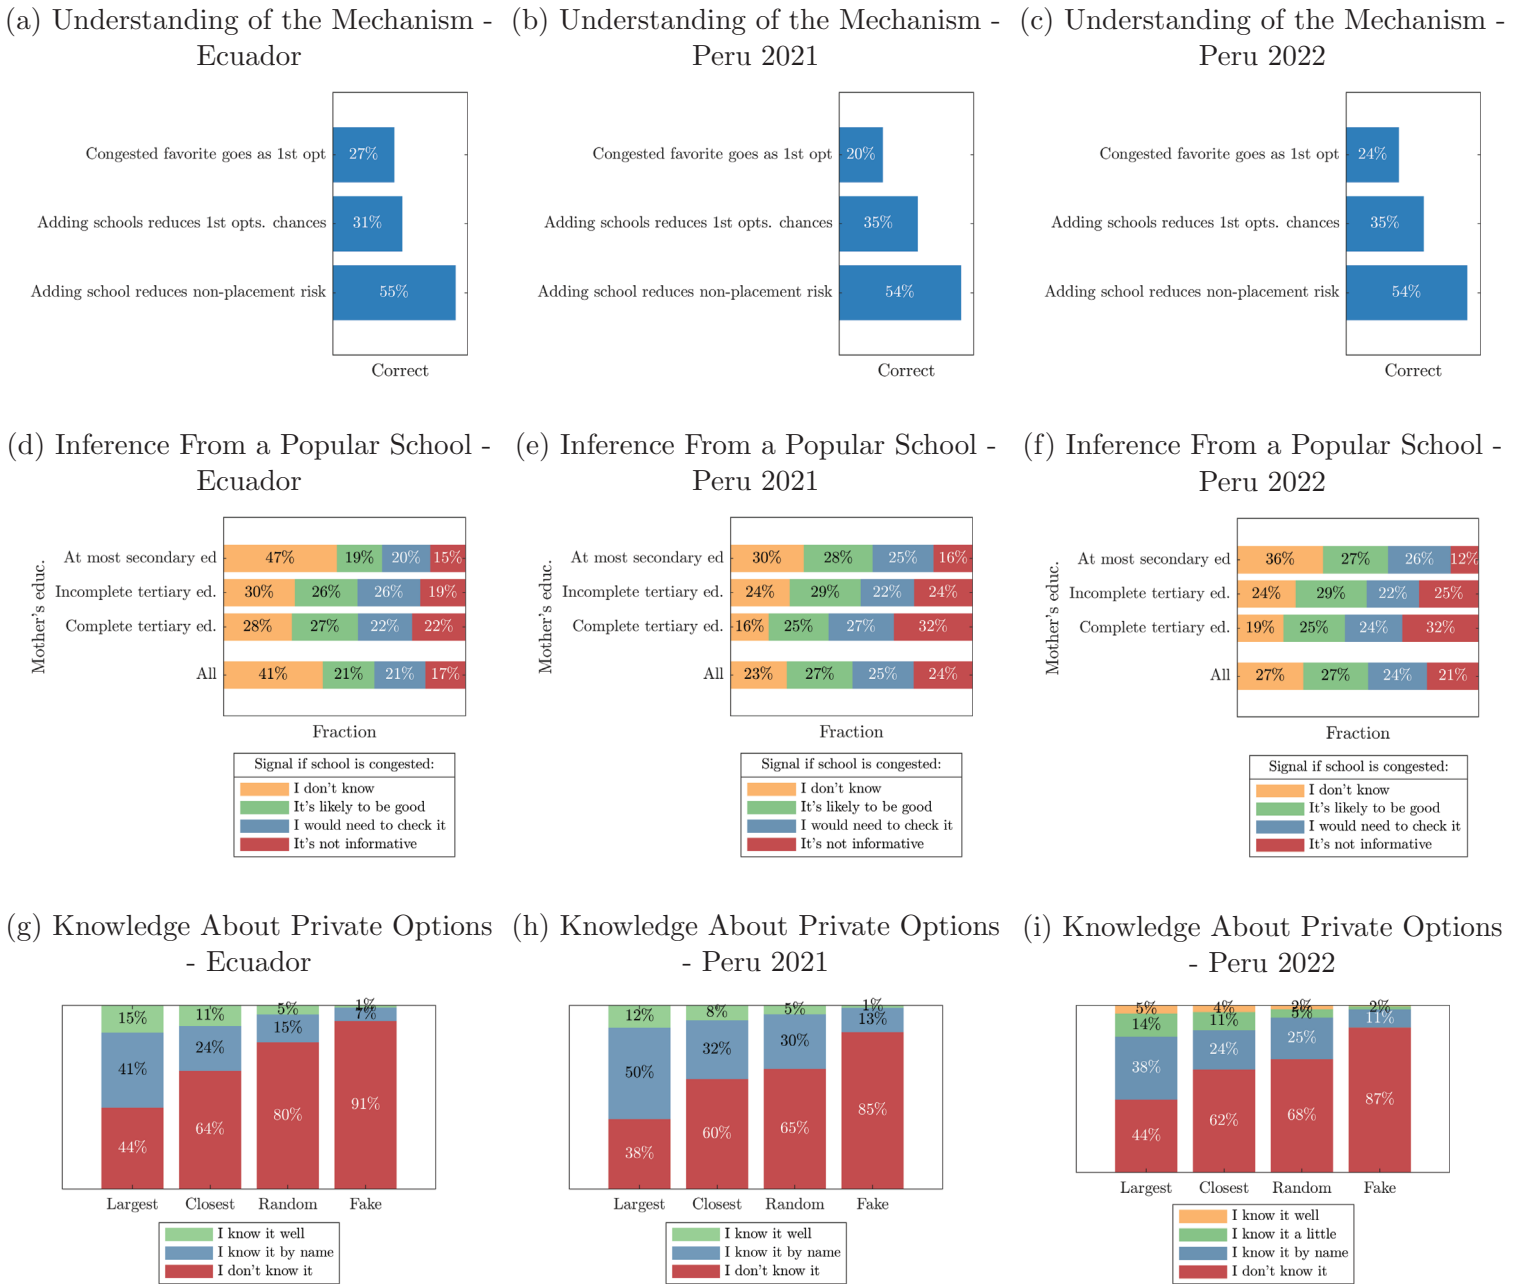 (a) Understanding of the Mechanism -
Ecuador
Congested favorite goes as 1st opt
27%
Adding schools reduces 1st opts. chances
31%
Adding school reduces non-placement risk
55%
Correct
(b) Understanding of the Mechanism -
Peru 2021
Congested favorite goes as 1st opt
20%
Adding schools reduces 1st opts. chances
35%
Adding school reduces non-placement risk
54%
Correct
(c) Understanding of the Mechanism -
Peru 2022
Congested favorite goes as 1st opt
24%
Adding schools reduces 1st opts. chances
35%
Adding school reduces non-placement risk
54%
Correct
(d) Inference From a Popular School -
Ecuador
Mother's educ.
At most secondary ed 47% 19% 20% 15%
Incomplete tertiary ed. 30% 26% 26% 19%
Complete tertiary ed. 28% 27% 22% 22%
All 41% 21% 21% 17%
Fraction
Signal if school is congested:
I don't know
It's likely to be good
I would need to check it
It's not informative
(e) Inference From a Popular School -
Peru 2021
Mother's educ.
At most secondary ed 30% 28% 25% 16%
Incomplete tertiary ed. 24% 29% 22% 24%
Complete tertiary ed. 16% 25% 27% 32%
All 23% 27% 25% 24%
Fraction
Signal if school is congested:
I don't know
It's likely to be good
I would need to check it
It's not informative
(f) Inference From a Popular School -
Peru 2022
Mother's educ.
At most secondary ed 36% 27% 26% 12%
Incomplete tertiary ed. 24% 29% 22% 25%
Complete tertiary ed. 19% 25% 24% 32%
All 27% 27% 24% 21%
Fraction
Signal if school is congested:
I don't know
It's likely to be good
I would need to check it
It's not informative
(g) Knowledge About Private Options
- Ecuador
15% 11% 5% 1%
41% 24% 15% 7%
44% 64% 80% 91%
Largest Closest Random Fake
I know it well
I know it by name
I don't know it
(h) Knowledge About Private Options
- Peru 2021
12% 8% 5% 1%
50% 32% 30% 13%
38% 60% 65% 85%
Largest Closest Random Fake
I know it well
I know it by name
I don't know it
(i) Knowledge About Private Options
- Peru 2022
5% 4% 2% 2%
14% 11% 5%
38% 24% 25% 11%
44% 62% 68% 87%
Largest Closest Random Fake
I know it well
I know it a little
I know it by name
I don't know it